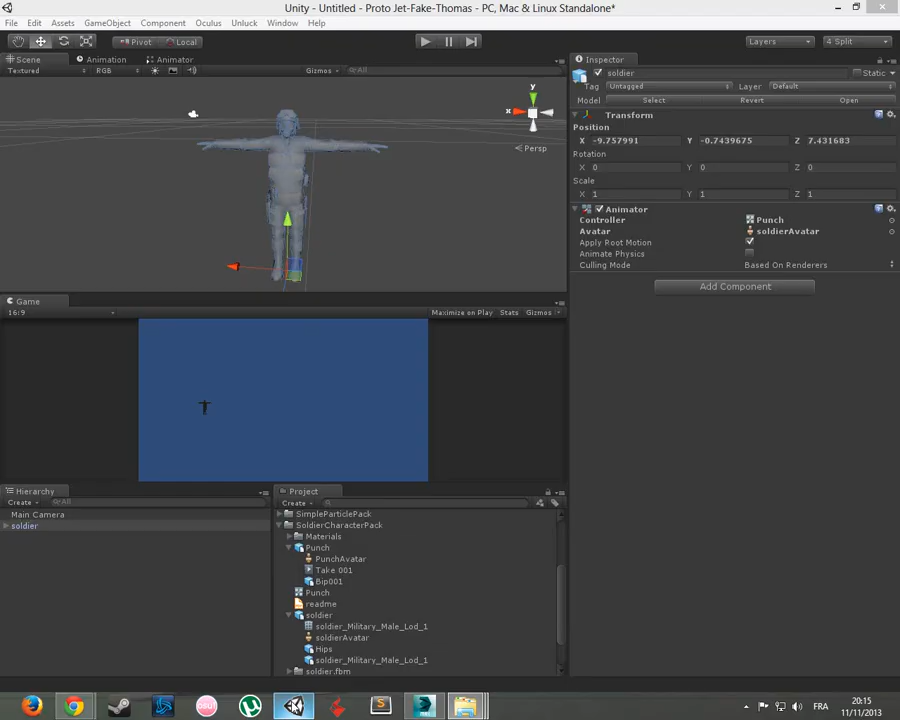 Unity - Untitled - Proto Jet-Fake-Thomas - PC, Mac & Linux Standalone*
File Edit Assets GameObject Component Oculus Unluck Window Help
Pivot Local Layers 4 Split
Scene Animation Animator
Textured RGB Gizmos All
y
x
Persp
Game
16:9 Maximize on Play Stats Gizmos
Hierarchy
Create All
Main Camera
soldier
Project
Create
SimpleParticlePack
SoldierCharacterPack
Materials
Punch
PunchAvatar
Take 001
Bip001
Punch
readme
soldier
soldier_Military_Male_Lod_1
soldierAvatar
Hips
soldier_Military_Male_Lod_1
soldier.fbm
Inspector
soldier Static
Tag Untagged Layer Default
Model Select Revert Open
Transform
Position
X -9.757991 Y -0.7439675 Z 7.431683
Rotation
X 0 Y 0 Z 0
Scale
X 1 Y 1 Z 1
Animator
Controller Punch
Avatar soldierAvatar
Apply Root Motion
Animate Physics
Culling Mode Based On Renderers
Add Component
OSU!
S
FRA
20:15
11/11/2013